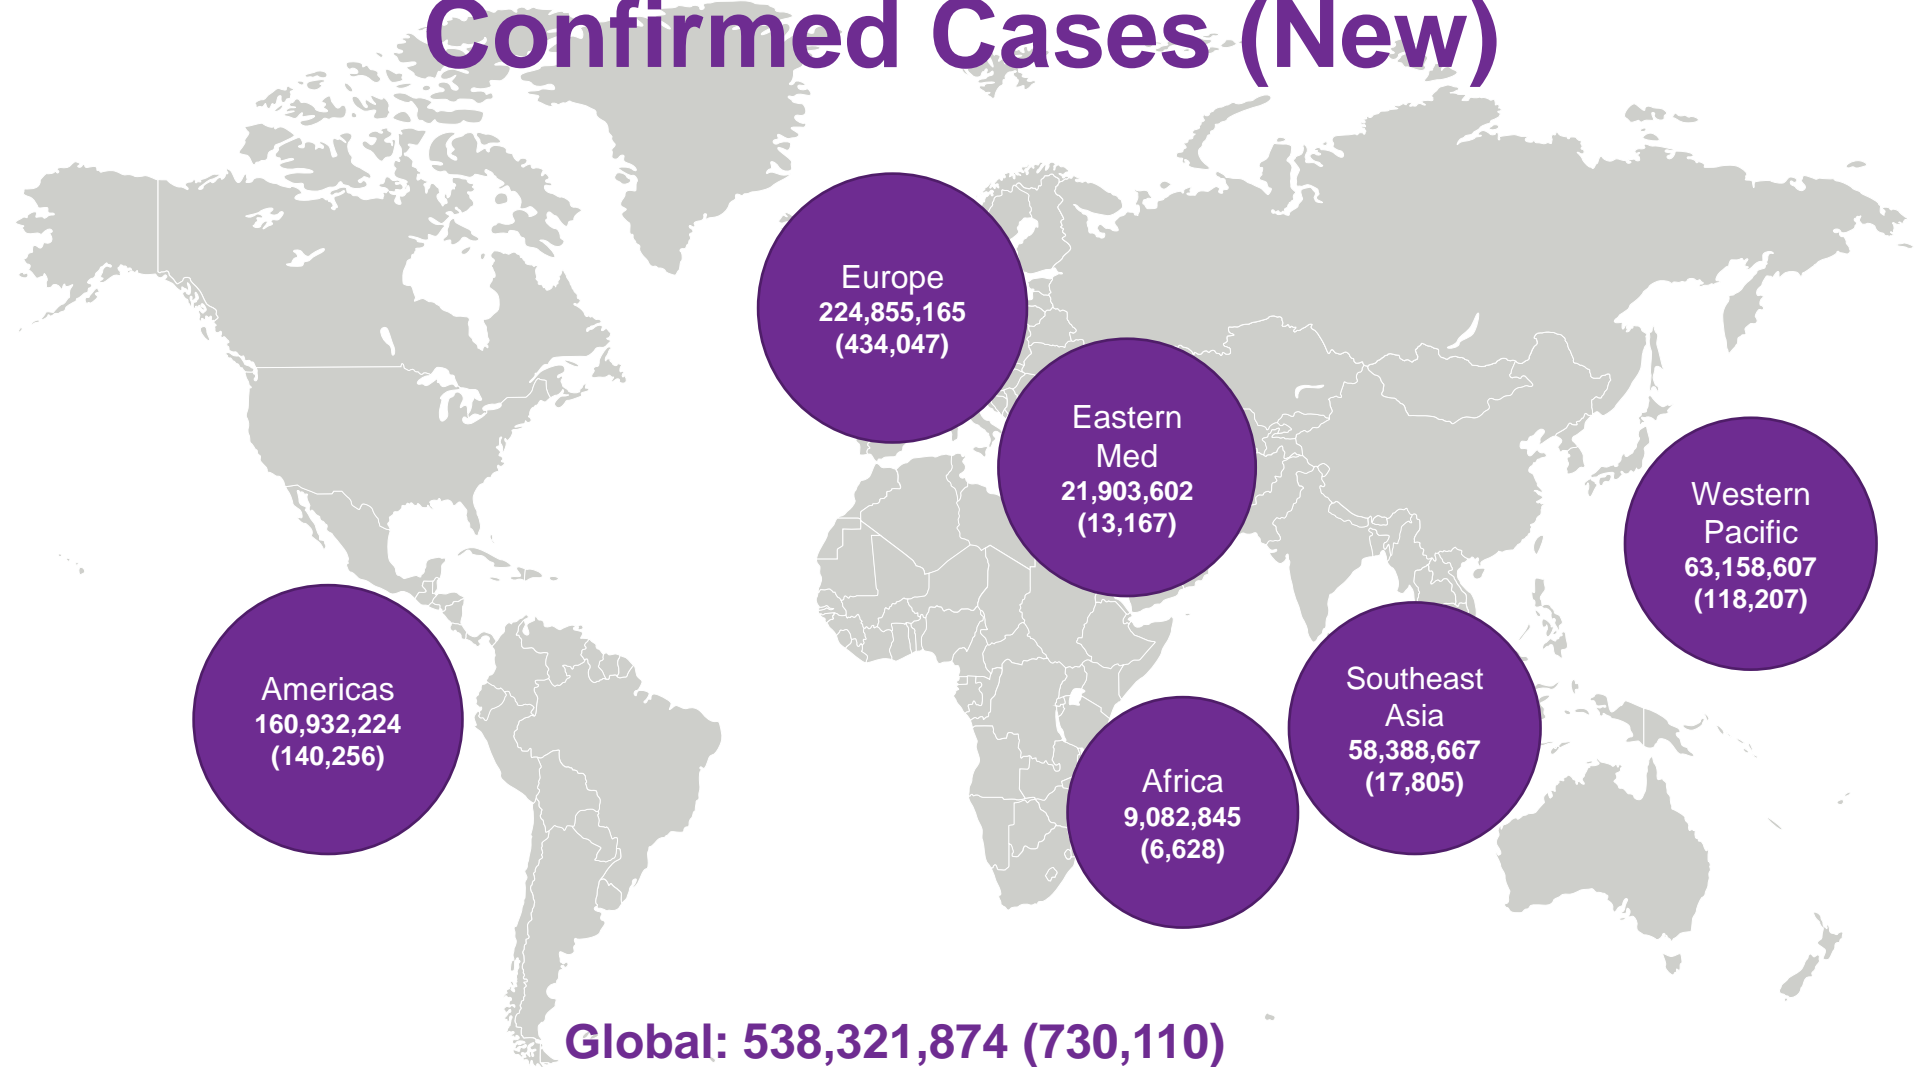 Confirmed Cases (New)
Europe
224,855,165
(434,047)
Eastern
Med
21,903,602
(13,167)
Western
Pacific
63,158,607
(118,207)
Americas
160,932,224
(140,256)
Southeast
Asia
58,388,667
(17,805)
Africa
9,082,845
(6,628)
Global: 538,321,874 (730,110)